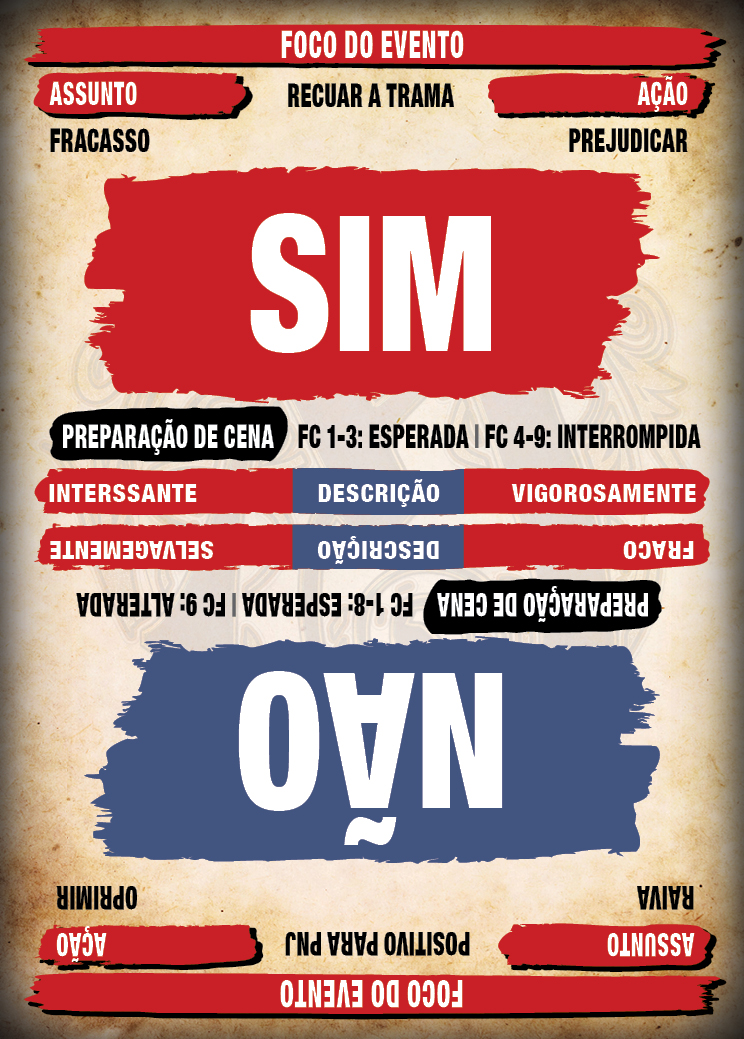 FOCO DO EVENTO
ASSUNTO RECUAR A TRAMA AÇÃO
FRACASSO PREJUDICAR
SIM
PREPARAÇÃO DE CENA FC 1-3: ESPERADA | FC 4-9: INTERROMPIDA
INTERSSANTE DESCRIÇÃO VIGOROSAMENTE
FRACO DESCRIÇÃO SELVAGEMENTE
PREPARAÇÃO DE CENA FC 1-8: ESPERADA | FC 9: ALTERADA
NÃO
RAIVA OPRIMIR
ASSUNTO POSITIVO PARA PNJ AÇÃO
FOCO DO EVENTO